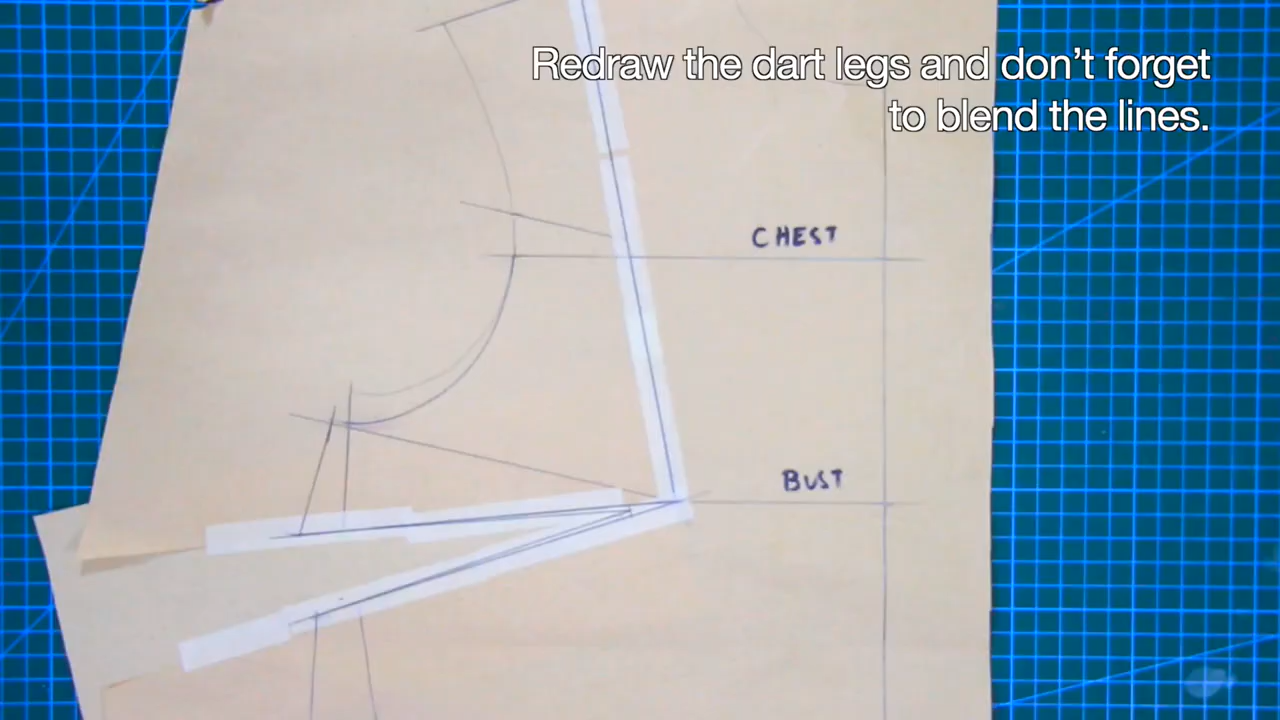 Redraw the dart legs and don't forget
to blend the lines.
CHEST
BUST